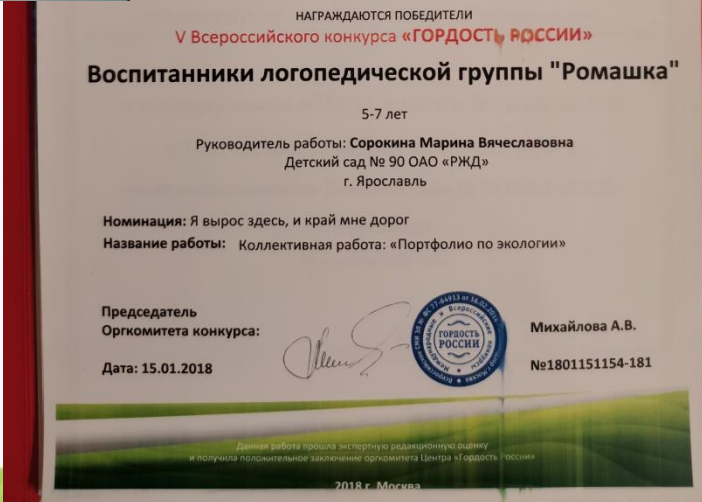 НАГРАЖДАЮТСЯ ПОБЕДИТЕЛИ
V Всероссийского конкурса «ГОРДОСТЬ РОССИИ»
Воспитанники логопедической группы "Ромашка"
5-7 лет
Руководитель работы: Сорокина Марина Вячеславовна
Детский сад № 90 ОАО «РЖД»
г. Ярославль
Номинация: Я вырос здесь, и край мне дорог
Название работы: Коллективная работа: «Портфолио по экологии»
Председатель
Оргкомитета конкурса:
Михайлова А.В.
ГОРДОСТЬ
РОССИИ
Дата: 15.01.2018
№1801151154-181
Данная работа прошла экспертную редакционную оценку
и получила положительное заключение оргкомитета Центра «Гордость России»
2018 г. Москва